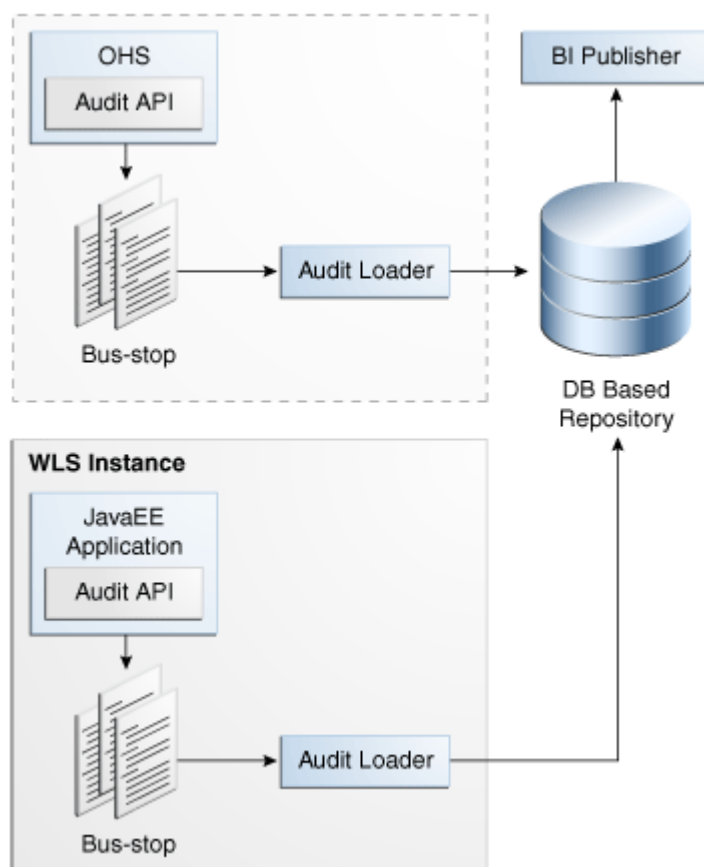 OHS
Audit API
Bus-stop
Audit Loader
BI Publisher
DB Based
Repository
WLS Instance
JavaEE
Application
Audit API
Bus-stop
Audit Loader